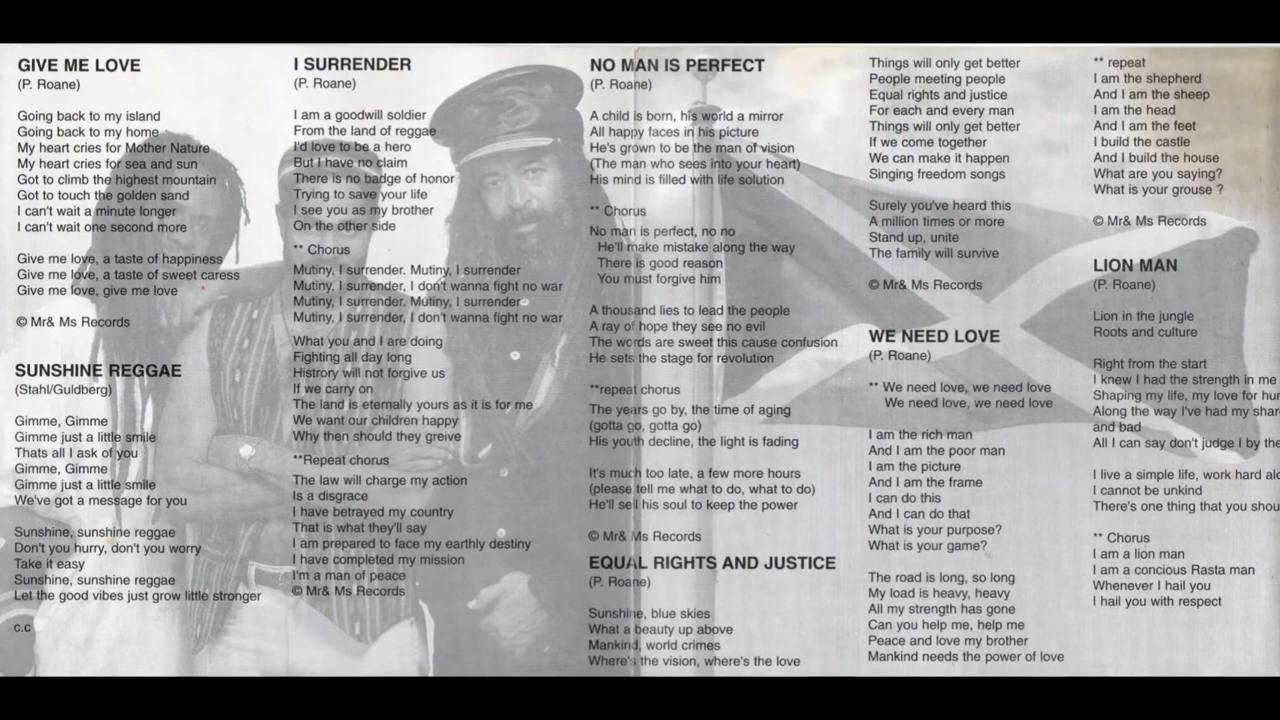 GIVE ME LOVE
(P. Roane)
Going back to my island
Going back to my home
My heart cries for Mother Nature
My heart cries for sea and sun
Got to climb the highest mountain
Got to touch the golden sand
I can't wait a minute longer
I can't wait one second more
Give me love, a taste of happiness
Give me love, a taste of sweet caress
Give me love, give me love
© Mr& Ms Records
SUNSHINE REGGAE
(Stahl/Guldberg)
Gimme, Gimme
Gimme just a little smile
Thats all I ask of you
Gimme, Gimme
Gimme just a little smile
We've got a message for you
Sunshine, sunshine reggae
Don't you hurry, don't you worry
Take it easy
Sunshine, sunshine reggae
Let the good vibes just grow little stronger
c.c
I SURRENDER
(P. Roane)
I am a goodwill soldier
From the land of reggae
I'd love to be a hero
But I have no claim
There is no badge of honor
Trying to save your life
I see you as my brother
On the other side
** Chorus
Mutiny, I surrender. Mutiny, I surrender
Mutiny, I surrender, I don't wanna fight no war
Mutiny, I surrender. Mutiny, I surrender
Mutiny, I surrender, I don't wanna fight no war
What you and I are doing
Fighting all day long
Histrory will not forgive us
If we carry on
The land is eternally yours as it is for me
We want our children happy
Why then should they greive
**Repeat chorus
The law will charge my action
Is a disgrace
I have betrayed my country
That is what they'll say
I am prepared to face my earthly destiny
I have completed my mission
I'm a man of peace
© Mr& Ms Records
NO MAN IS PERFECT
(P. Roane)
A child is born, his world a mirror
All happy faces in his picture
He's grown to be the man of vision
(The man who sees into your heart)
His mind is filled with life solution
** Chorus
No man is perfect, no no
He'll make mistake along the way
There is good reason
You must forgive him
A thousand lies to lead the people
A ray of hope they see no evil
The words are sweet this cause confusion
He sets the stage for revolution
**repeat chorus
The years go by, the time of aging
(gotta go, gotta go)
His youth decline, the light is fading
It's much too late, a few more hours
(please tell me what to do, what to do)
He'll sell his soul to keep the power
© Mr& Ms Records
EQUAL RIGHTS AND JUSTICE
(P. Roane)
Sunshine, blue skies
What a beauty up above
Mankind, world crimes
Where's the vision, where's the love
Things will only get better
People meeting people
Equal rights and justice
For each and every man
Things will only get better
If we come together
We can make it happen
Singing freedom songs
Surely you've heard this
A million times or more
Stand up, unite
The family will survive
© Mr& Ms Records
WE NEED LOVE
(P. Roane)
** We need love, we need love
We need love, we need love
I am the rich man
And I am the poor man
I am the picture
And I am the frame
I can do this
And I can do that
What is your purpose?
What is your game?
The road is long, so long
My load is heavy, heavy
All my strength has gone
Can you help me, help me
Peace and love my brother
Mankind needs the power of love
** repeat
I am the shepherd
And I am the sheep
I am the head
And I am the feet
I build the castle
And I build the house
What are you saying?
What is your grouse ?
© Mr& Ms Records
LION MAN
(P. Roane)
Lion in the jungle
Roots and culture
Right from the start
I knew I had the strength in me
Shaping my life, my love for
Along the way I've had my
and bad
All I can say don't judge I by
I live a simple life, work hard
I cannot be unkind
There's one thing that you
** Chorus
I am a lion man
I am a concious Rasta man
Whenever I hail you
I hail you with respect